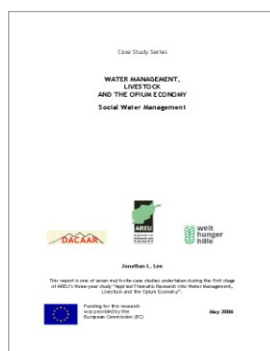 Case Study Series
WATER MANAGEMENT,
LIVESTOCK
AND THE OPIUM ECONOMY
Social Water Management
DACAAR
AREU
welt
hunger
hilfe
Jonathan L. Lee
This report is one of seven multi-site case studies undertaken during the first stage
of AREU's three-year study "Applied Thematic Research into Water Management,
Livestock and the Opium Economy".
Funding for this research
was provided by the
European Commission (EC)
May 2006